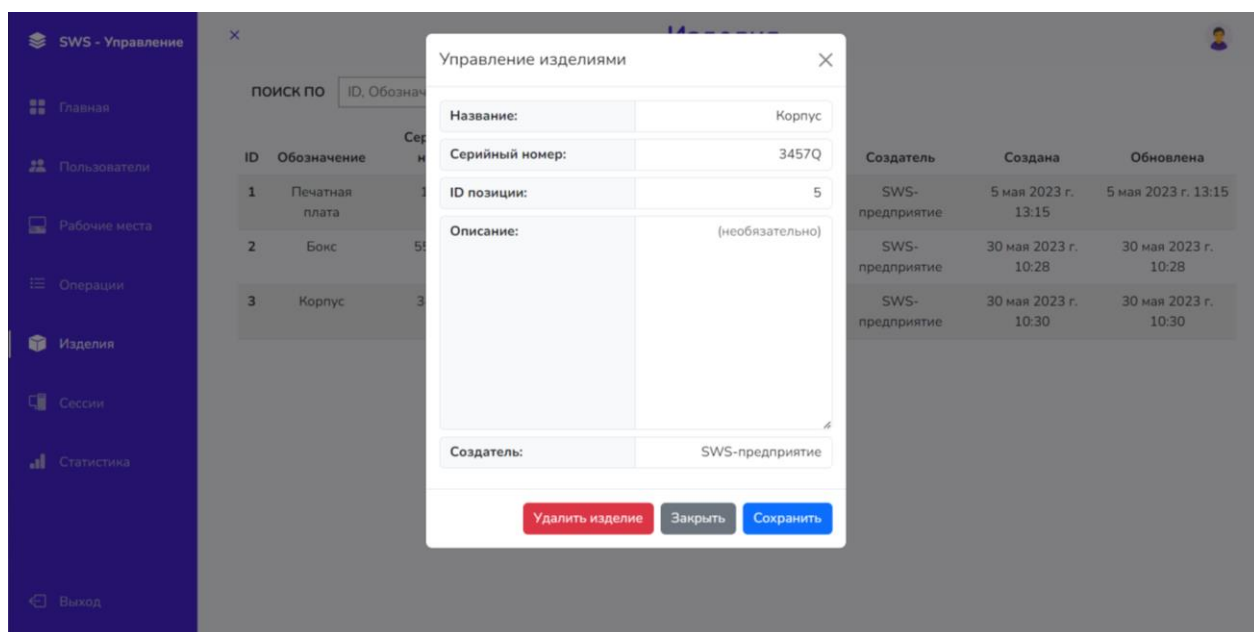 SWS - Управление
Главная
Пользователи
Рабочие места
Операции
Изделия
Сессии
Статистика
Выход
×
ПОИСК ПО
ID
Обозначение
Создатель Создана Обновлена
1 Печатная плата
SWS-предприятие
5 мая 2023 г. 13:15
5 мая 2023 г. 13:15
2 Бокс
SWS-предприятие
30 мая 2023 г. 10:28
30 мая 2023 г. 10:28
3 Корпус
SWS-предприятие
30 мая 2023 г. 10:30
30 мая 2023 г. 10:30
Управление изделиями
Название: Корпус
Серийный номер: 3457Q
ID позиции: 5
Описание: (необязательно)
Создатель: SWS-предприятие
Удалить изделие Закрыть Сохранить